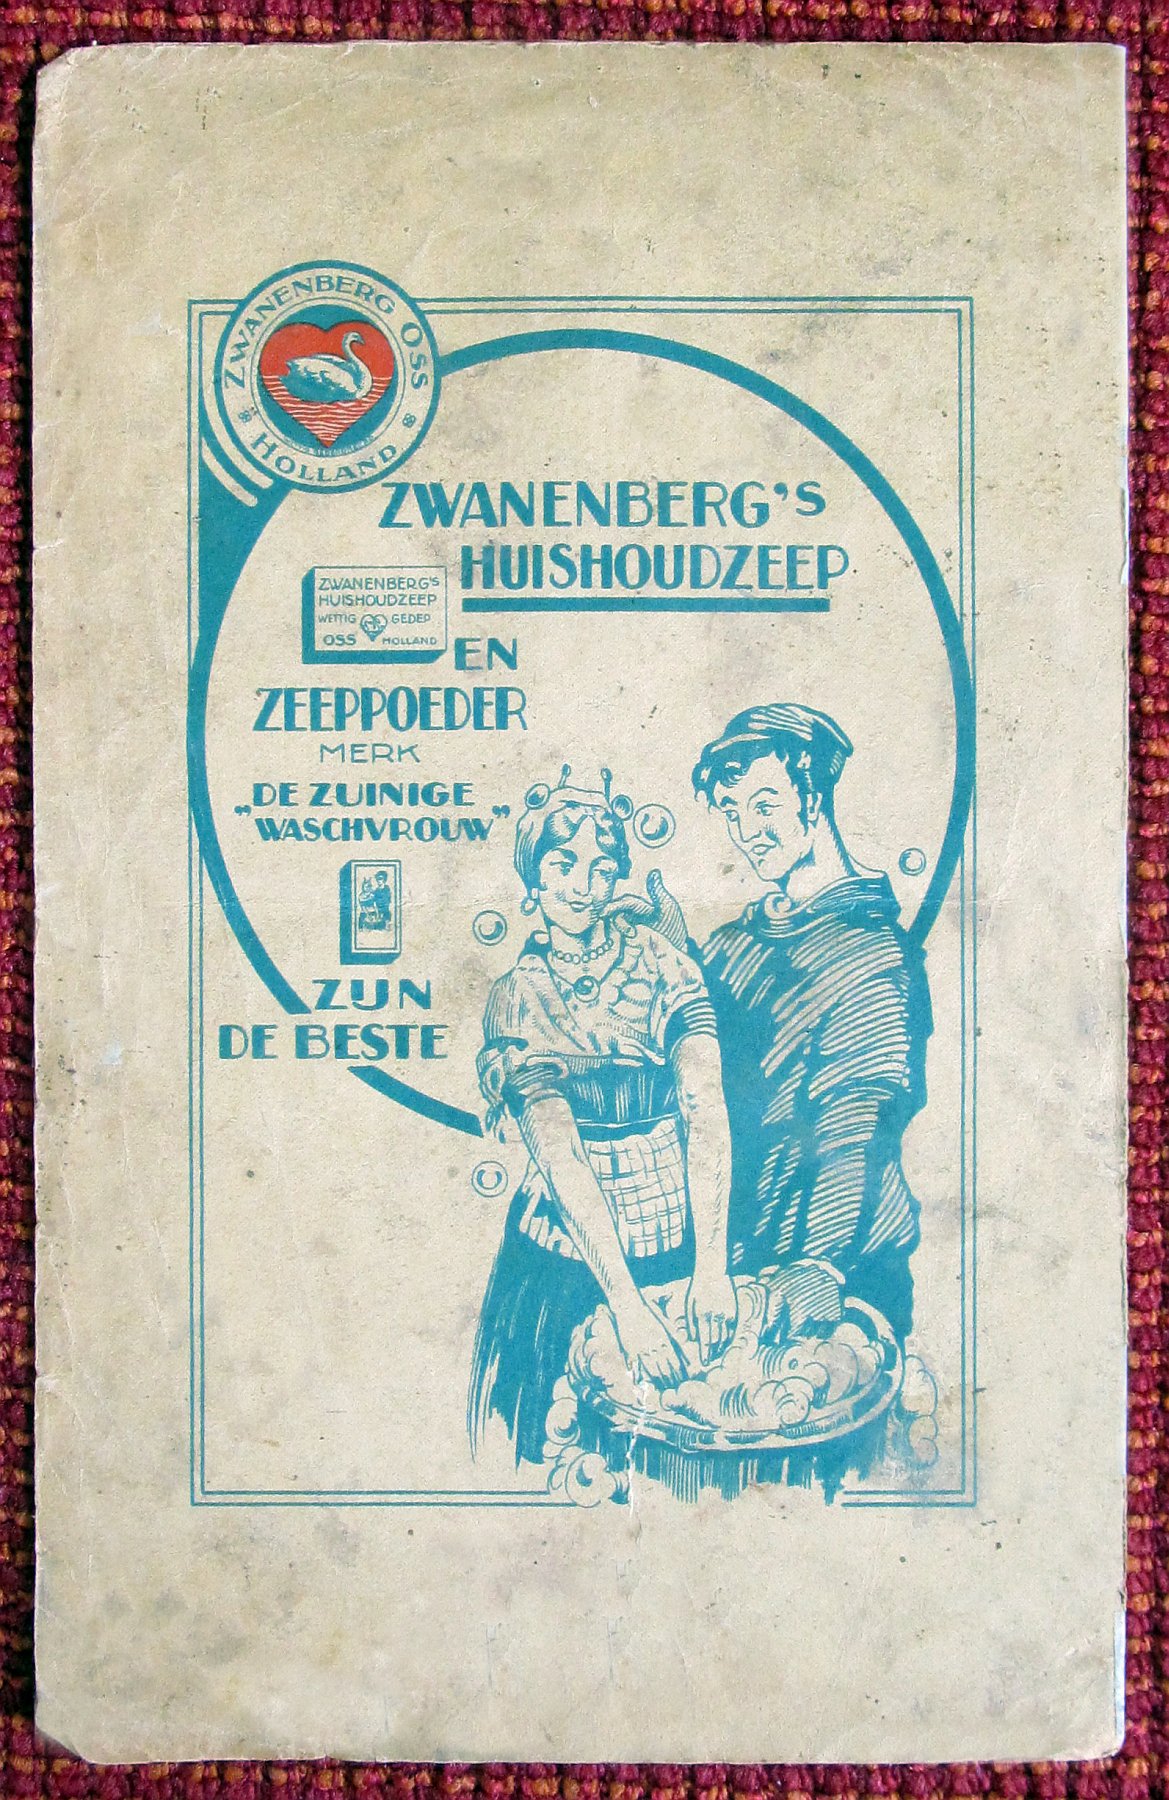 ZWANENBERG OSS
HOLLAND
ZWANENBERG'S
HUISHOUDZEEP
ZWANENBERG'S
HUISHOUDZEEP
WETTIG GEDEP
OSS HOLLAND
EN
ZEEPPOEDER
MERK
„DE ZUINIGE
WASCHVROUW”
ZIJN
DE BESTE